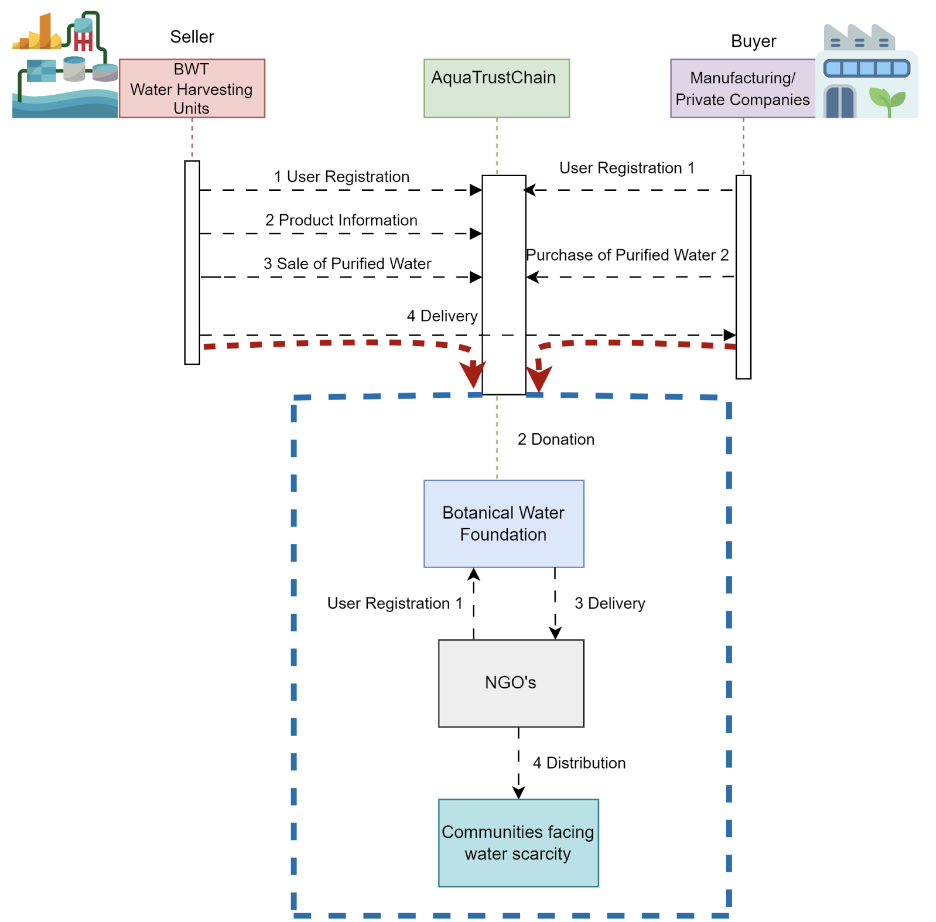 Seller
Buyer
BWT
Water Harvesting
Units
AquaTrustChain
Manufacturing/
Private Companies
1 User Registration
User Registration 1
2 Product Information
3 Sale of Purified Water
Purchase of Purified Water 2
4 Delivery
2 Donation
Botanical Water
Foundation
User Registration 1
3 Delivery
NGO's
4 Distribution
Communities facing
water scarcity